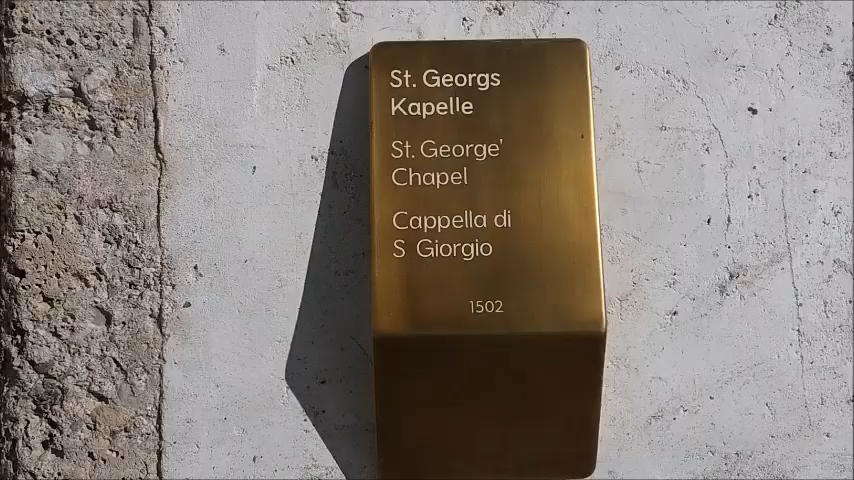 St. Georgs
Kapelle
St. George'
Chapel
Cappella di
S Giorgio
1502